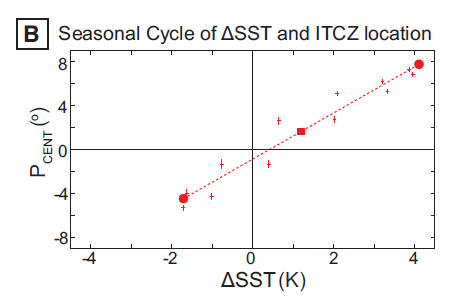 B Seasonal Cycle of ΔSST and ITCZ location
8
4
0
-4
-8
P_CENT (º)
-4 -2 0 2 4
ΔSST (K)